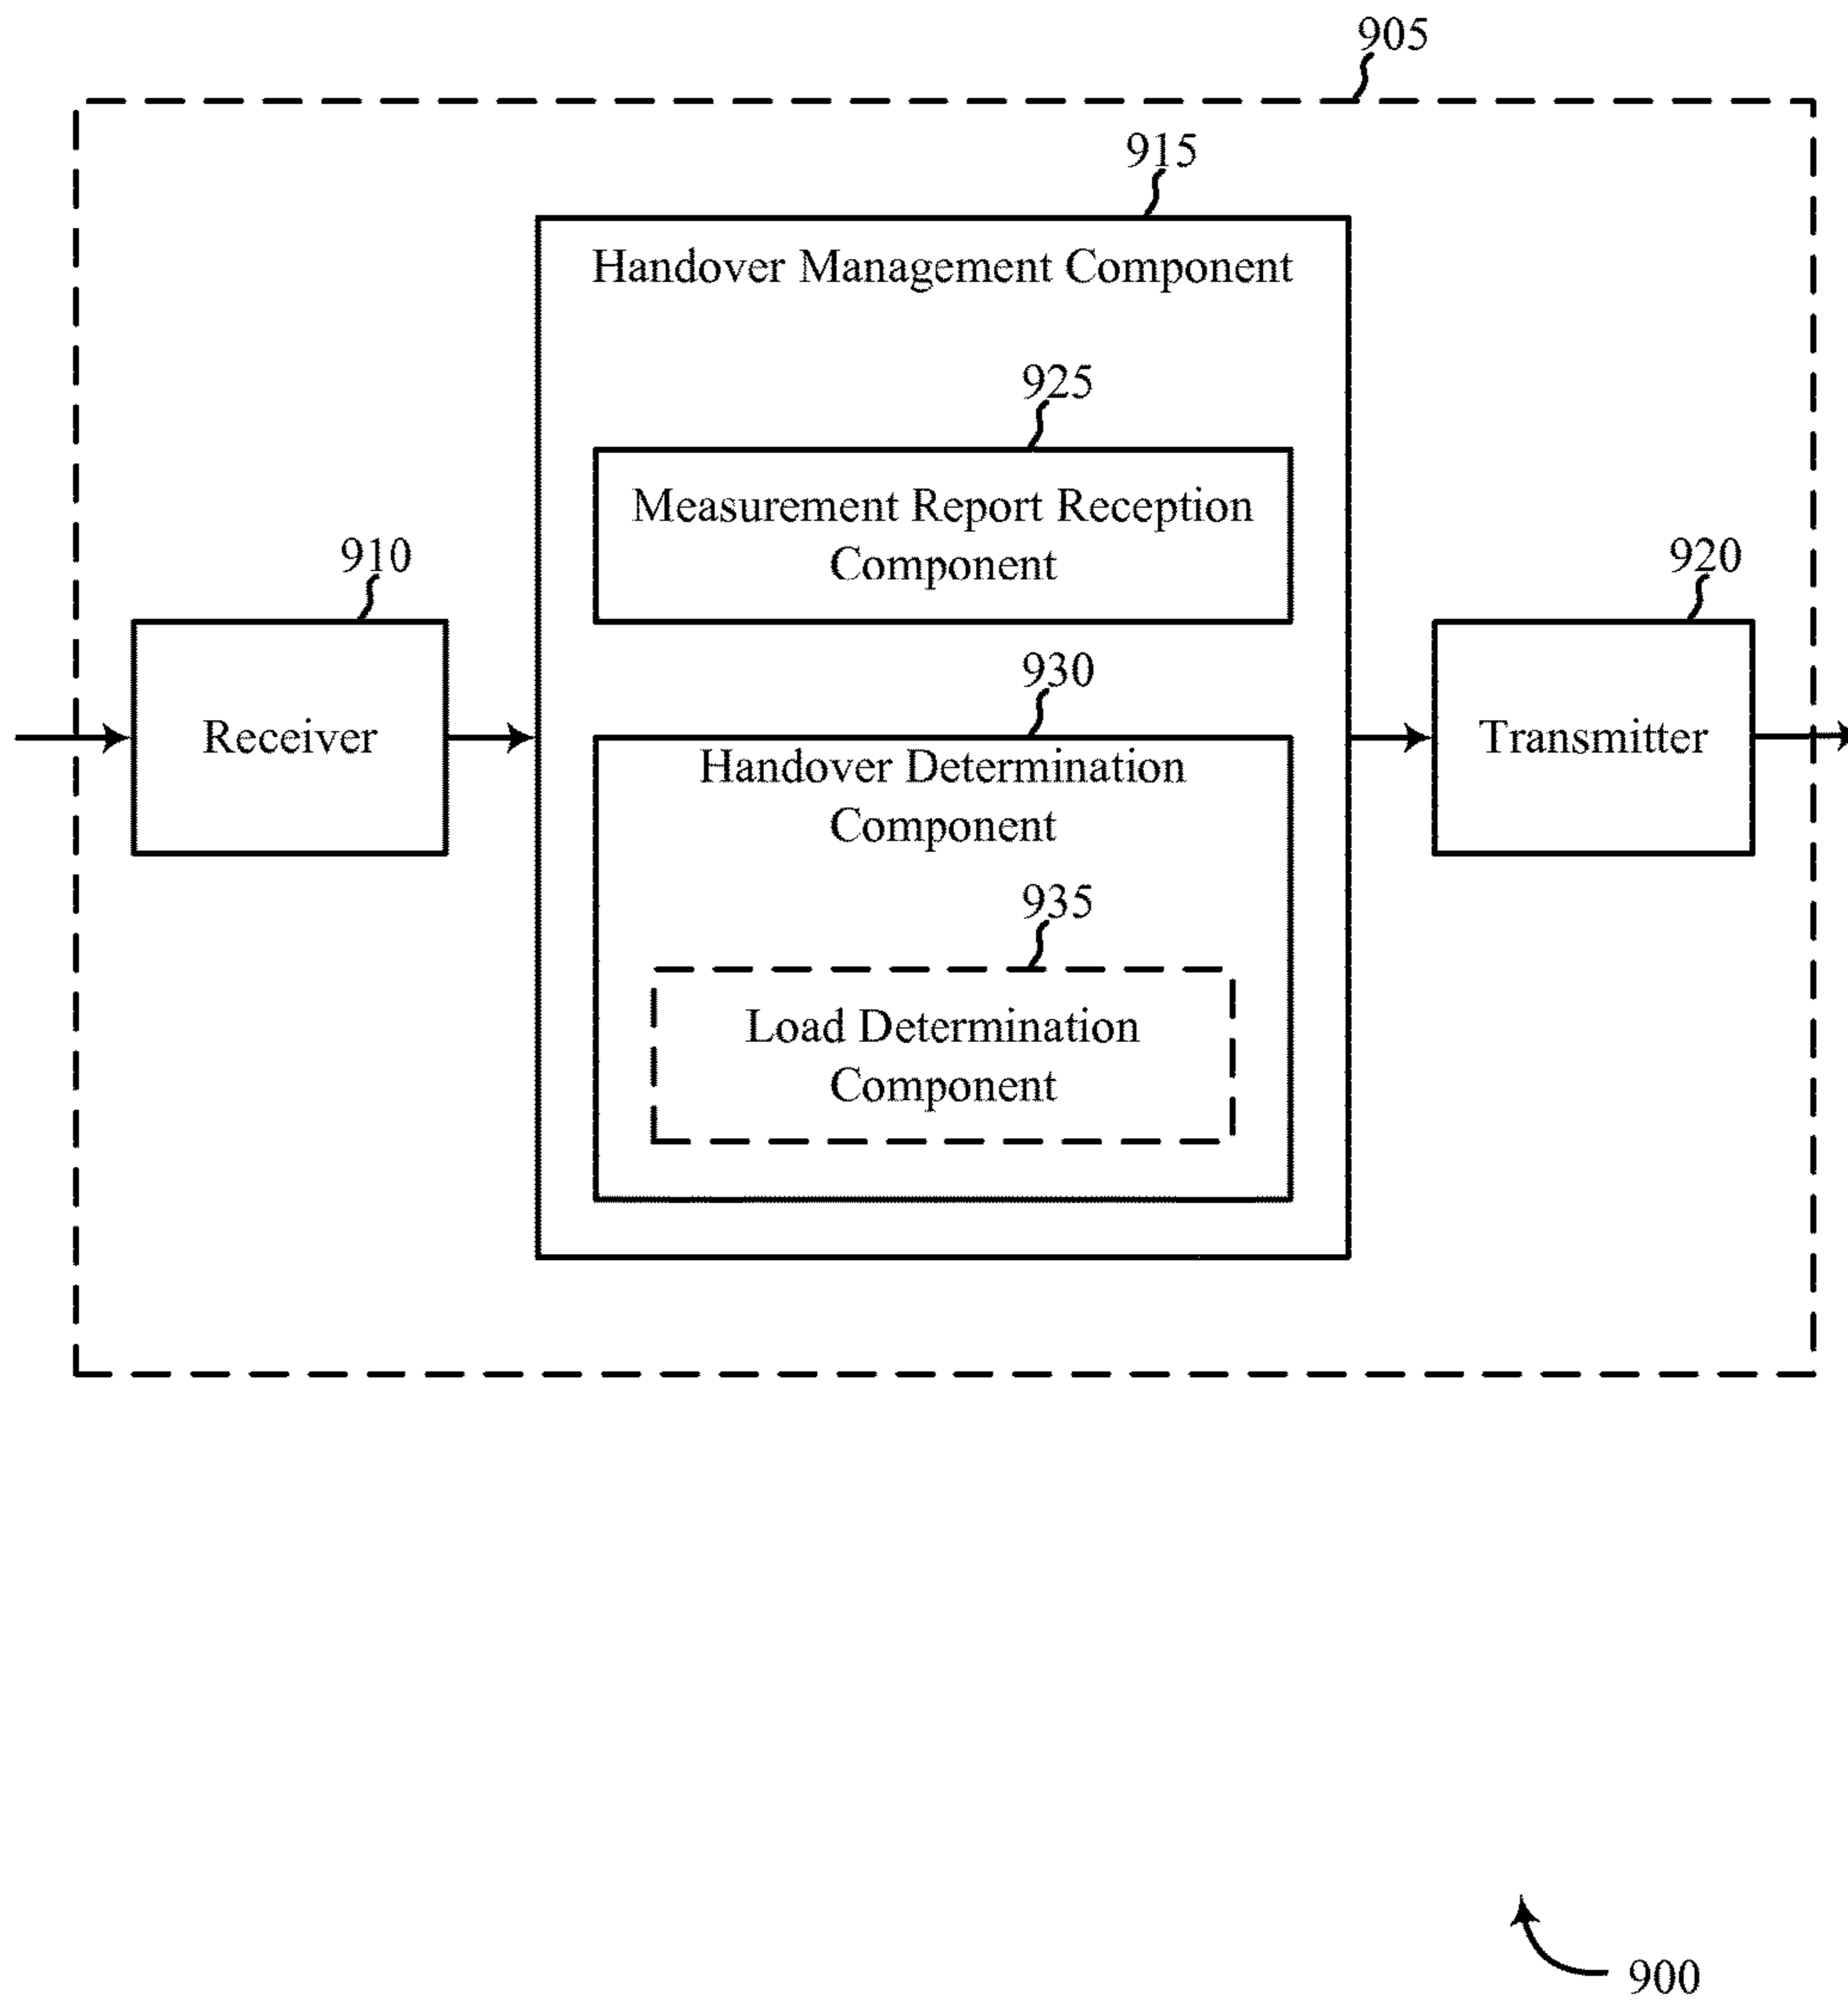 905
915
Handover Management Component
925
Measurement Report Reception
Component
910
920
930
Receiver
Handover Determination
Component
Transmitter
935
Load Determination
Component
900